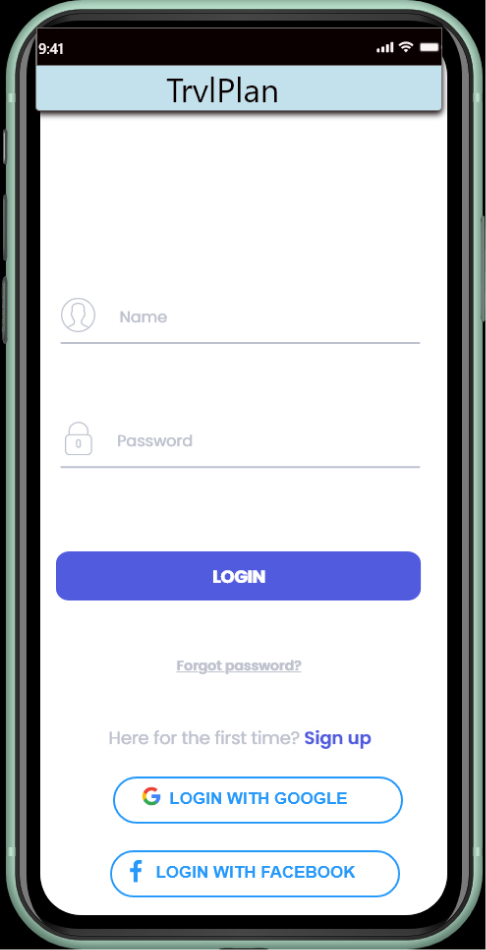 9:41
TrvlPlan
Name
0
Password
LOGIN
Forgot password?
Here for the first time? Sign up
G LOGIN WITH GOOGLE
f LOGIN WITH FACEBOOK